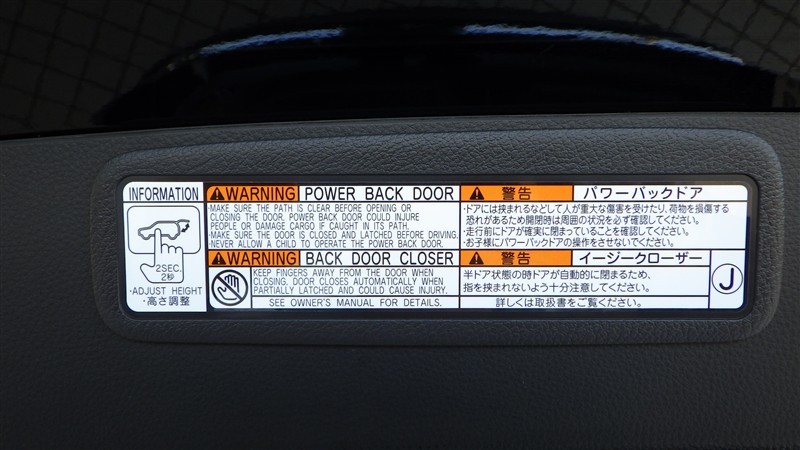 INFORMATION
2SEC.
2秒
・ADJUST HEIGHT
・高さ調整
WARNING POWER BACK DOOR
・MAKE SURE THE PATH IS CLEAR BEFORE OPENING OR
CLOSING THE DOOR. POWER BACK DOOR COULD INJURE
PEOPLE OR DAMAGE CARGO IF CAUGHT IN ITS PATH.
・MAKE SURE THE DOOR IS CLOSED AND LATCHED BEFORE DRIVING.
・NEVER ALLOW A CHILD TO OPERATE THE POWER BACK DOOR.
WARNING BACK DOOR CLOSER
KEEP FINGERS AWAY FROM THE DOOR WHEN
CLOSING. DOOR CLOSES AUTOMATICALLY WHEN
PARTIALLY LATCHED AND COULD CAUSE INJURY.
SEE OWNER'S MANUAL FOR DETAILS.
警告 パワーバックドア
・ドアには挟まれるなどして人が重大な傷害を受けたり、荷物を損傷する
恐れがあるため開閉時は周囲の状況を必ず確認してください。
・走行前にドアが確実に閉まっていることを確認してください。
・お子様にパワーバックドアの操作をさせないでください。
警告 イージークローザー
半ドア状態の時ドアが自動的に閉まるため、
指を挟まれないよう十分注意してください。
詳しくは取扱書をご覧ください。
J